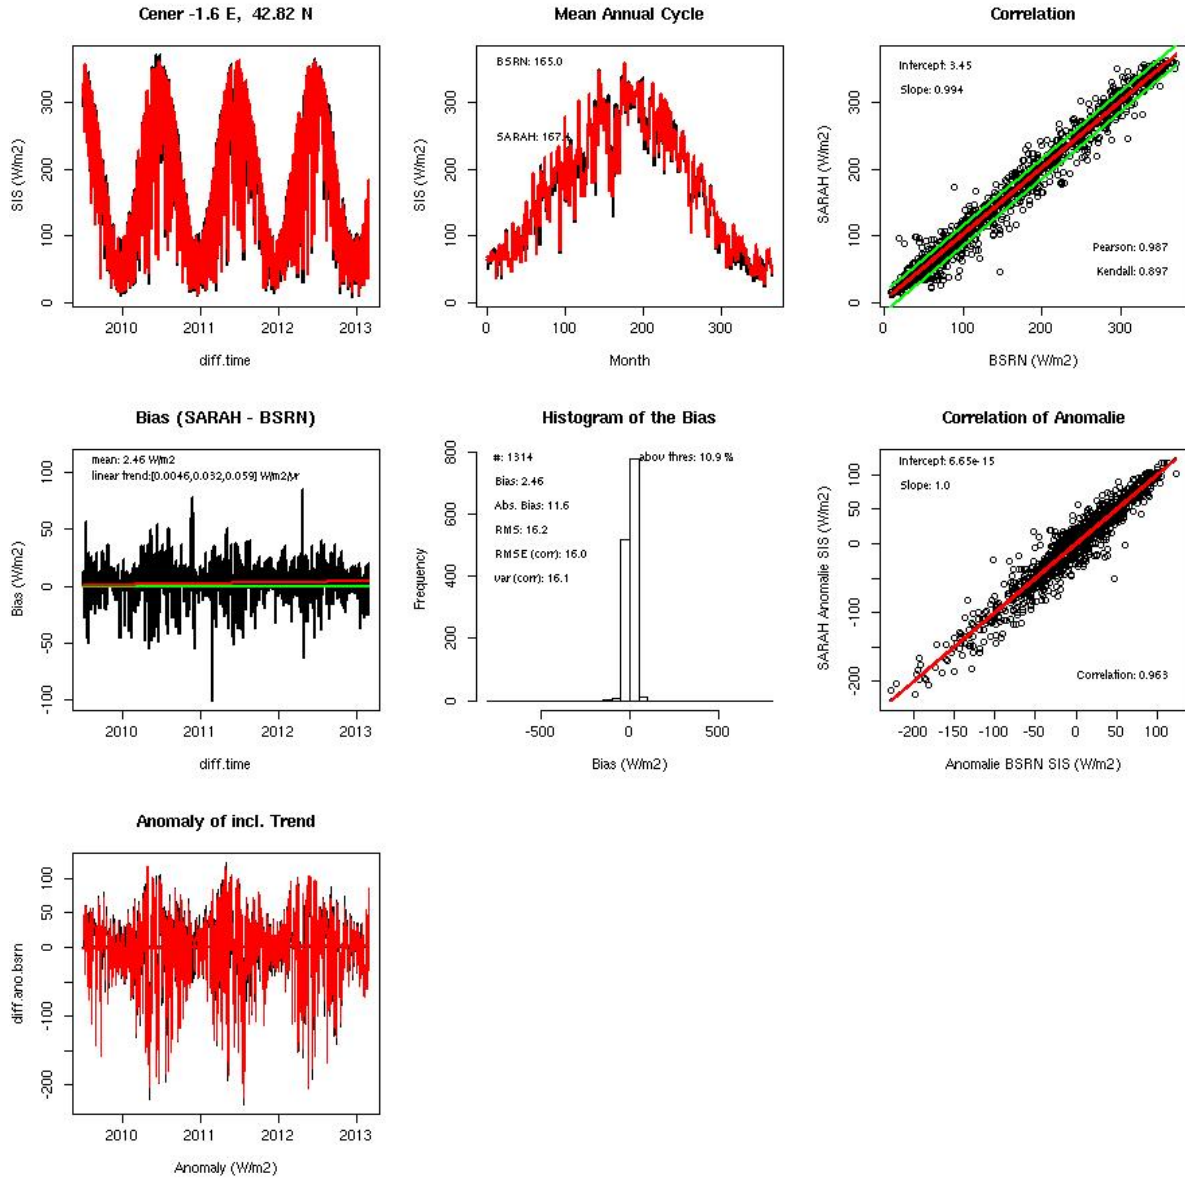 Cener -1.6 E, 42.82 N
SIS (W/m2)
0
100
200
300
2010
2011
2012
2013
diff.time
Mean Annual Cycle
BSRN: 165.0
SARAH: 167.4
SIS (W/m2)
0
100
200
300
0
100
200
300
Month
Correlation
Intercept: 3.45
Slope: 0.994
Pearson: 0.987
Kendall: 0.897
SARAH (W/m2)
0
100
200
300
0
100
200
300
BSRN (W/m2)
Bias (SARAH - BSRN)
mean: 2.46 W/m2
linear trend:[0.0046,0.032,0.059] W/m2/yr
Bias (W/m2)
-100
-50
0
50
100
2010
2011
2012
2013
diff.time
Histogram of the Bias
#: 1314
abov thres: 10.9 %
Bias: 2.46
Abs. Bias: 11.6
RMS: 16.2
RMSE (corr): 16.0
var (corr): 16.1
Frequency
0
200
400
600
800
-500
0
500
Bias (W/m2)
Correlation of Anomalie
Intercept: 6.65e-15
Slope: 1.0
Correlation: 0.963
SARAH Anomalie SIS (W/m2)
-200
-100
0
50
100
-200
-150
-100
-50
0
50
100
Anomalie BSRN SIS (W/m2)
Anomaly of incl. Trend
diff.ano.bsrn
-200
-100
0
50
100
2010
2011
2012
2013
Anomaly (W/m2)